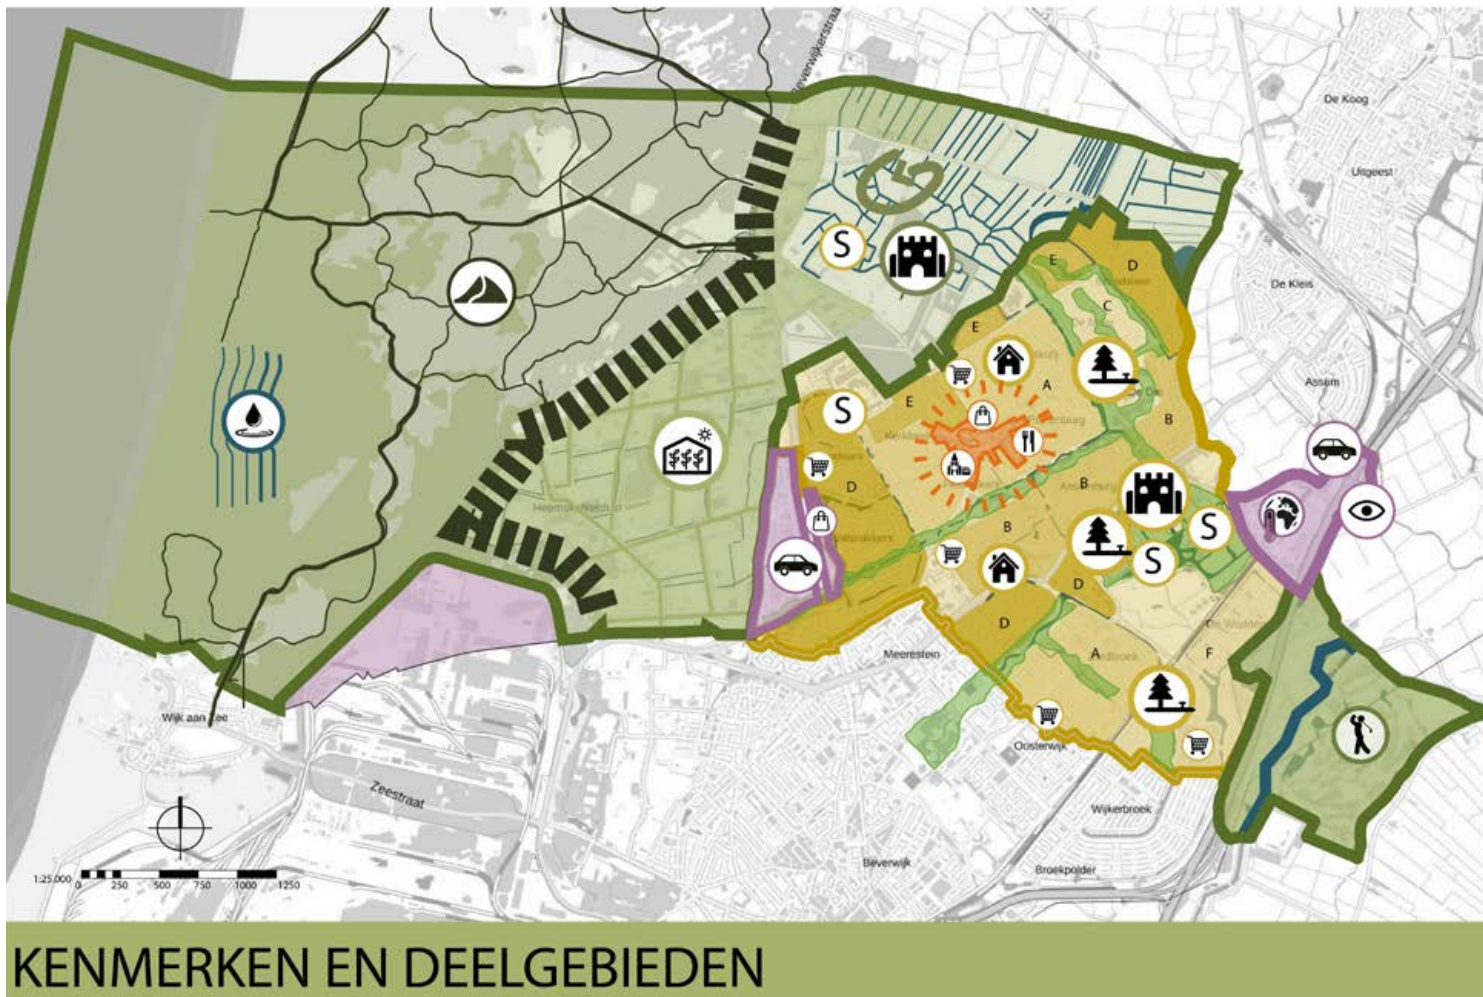 Beverwijkerstraa
De Koog
Uitgeest
De Kleis
Assum
S
E
D
C
E
A
E
B
S
D
B
B
S
S
D
D
A
F
Meerestein
Wijk aan Zee
Oosterwijk
Zeestraat
Wijkerbroek
Beverwijk
Broekpolder
1:25.000 0 250 500 750 1000 1250
KENMERKEN EN DEELGEBIEDEN